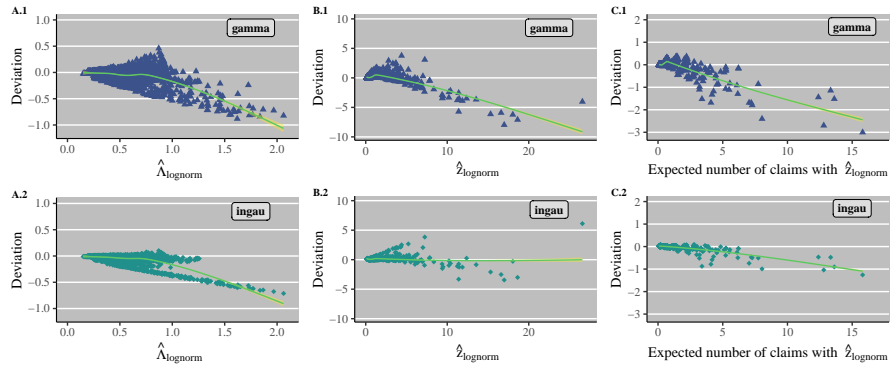 A.1
gamma
Deviation
1.0
0.5
0.0
−0.5
−1.0
0.0 0.5 1.0 1.5 2.0
Λ̂lognorm
B.1
gamma
Deviation
10
5
0
−5
−10
0 10 20
ẑlognorm
C.1
gamma
Deviation
2
1
0
−1
−2
−3
0 5 10 15
Expected number of claims with ẑlognorm
A.2
ingau
Deviation
1.0
0.5
0.0
−0.5
−1.0
0.0 0.5 1.0 1.5 2.0
Λ̂lognorm
B.2
ingau
Deviation
10
5
0
−5
−10
0 10 20
ẑlognorm
C.2
ingau
Deviation
2
1
0
−1
−2
−3
0 5 10 15
Expected number of claims with ẑlognorm